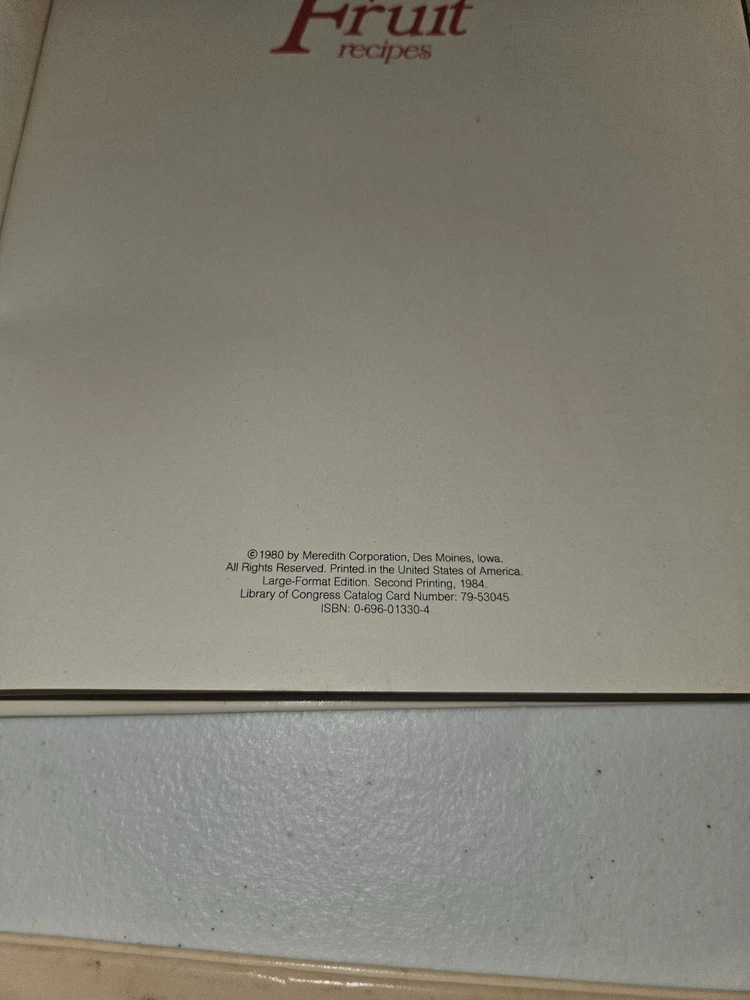 Fruit
recipes
©1980 by Meredith Corporation, Des Moines, Iowa.
All Rights Reserved. Printed in the United States of America.
Large-Format Edition. Second Printing, 1984.
Library of Congress Catalog Card Number: 79-53045
ISBN: 0-696-01330-4